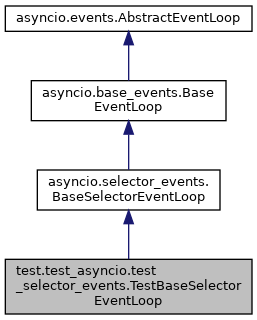 asyncio.events.AbstractEventLoop
asyncio.base_events.Base
EventLoop
asyncio.selector_events.
BaseSelectorEventLoop
test.test_asyncio.test
_selector_events.TestBaseSelector
EventLoop